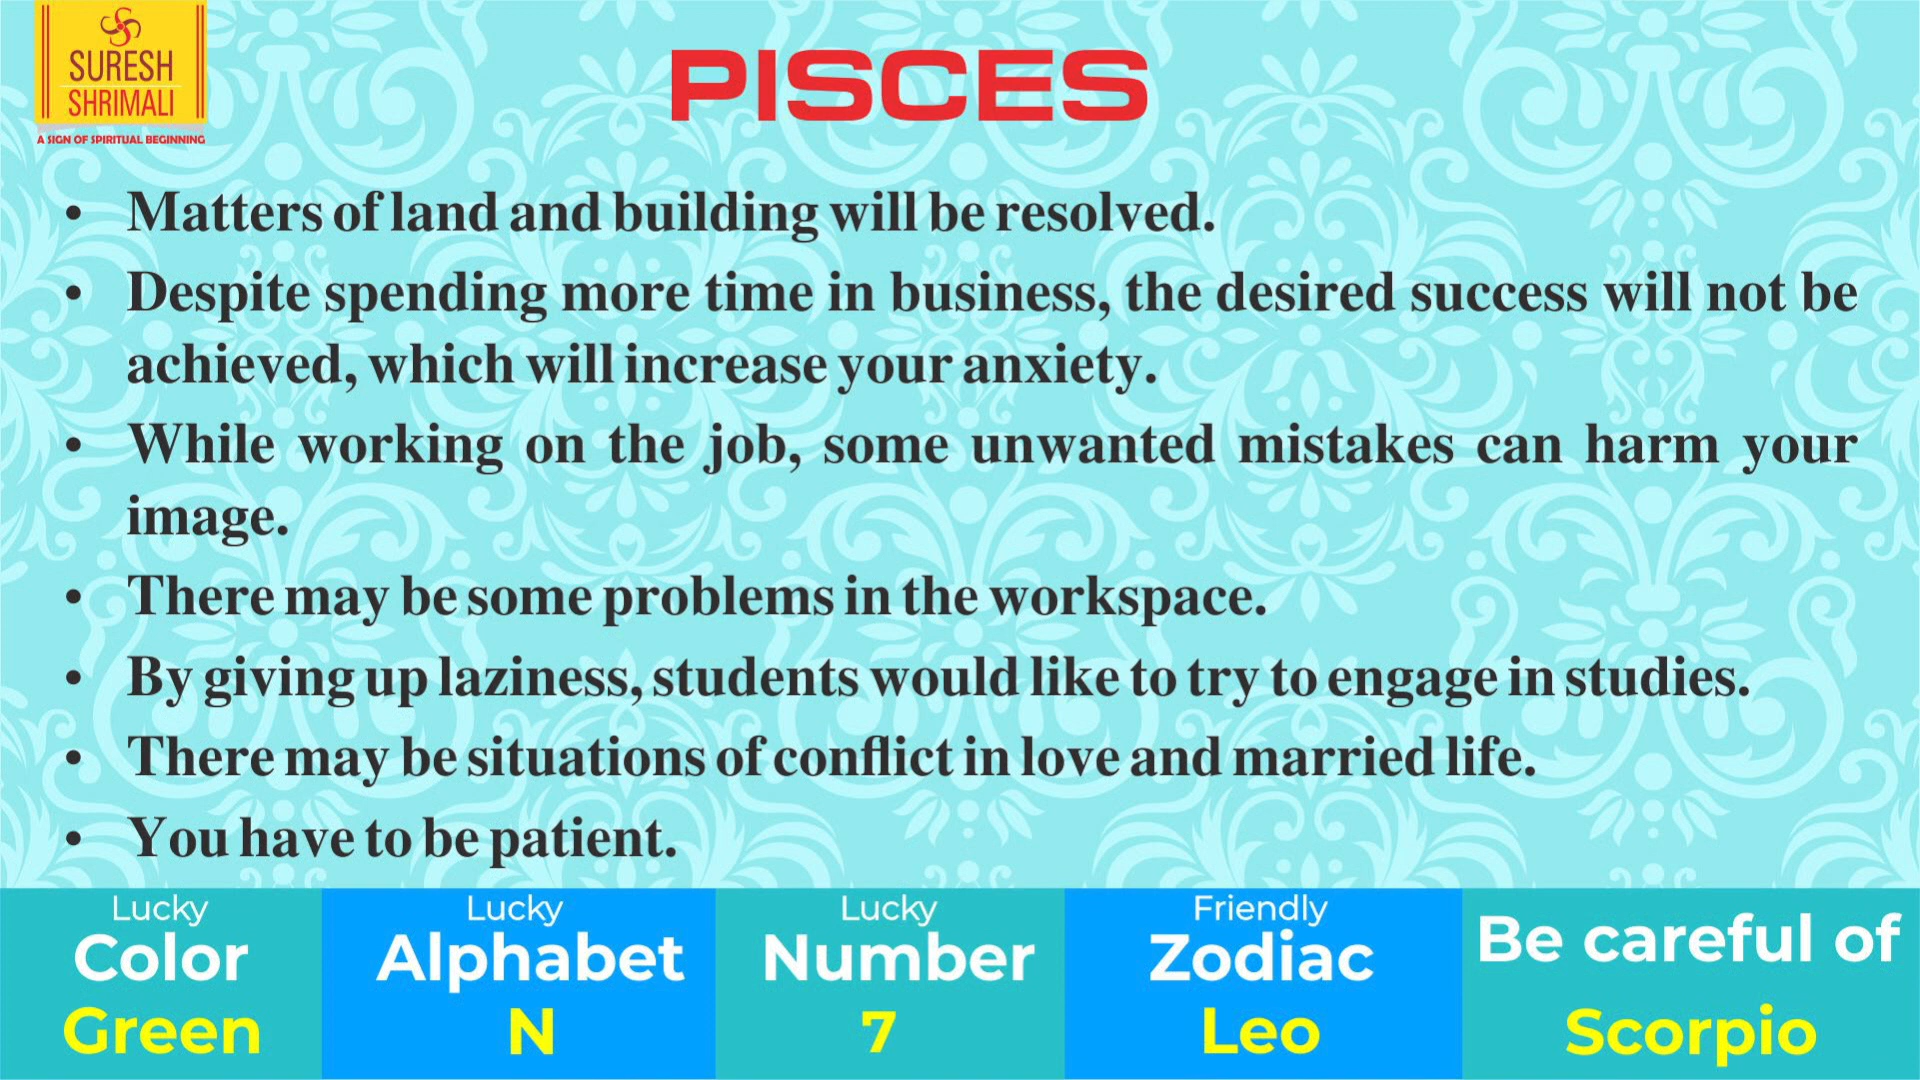 SURESH
SHRIMALI
A SIGN OF SPIRITUAL BEGINNING
PISCES
• Matters of land and building will be resolved.
• Despite spending more time in business, the desired success will not be
achieved, which will increase your anxiety.
• While working on the job, some unwanted mistakes can harm your
image.
• There may be some problems in the workspace.
• By giving up laziness, students would like to try to engage in studies.
• There may be situations of conflict in love and married life.
• You have to be patient.
Lucky
Color
Green
Lucky
Alphabet
N
Lucky
Number
7
Friendly
Zodiac
Leo
Be careful of
Scorpio